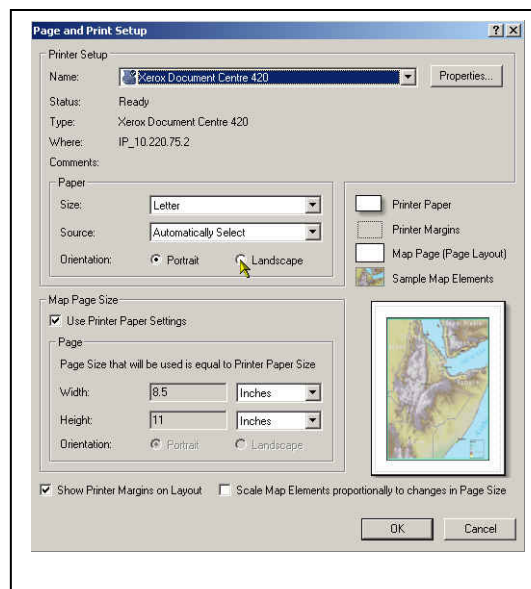 Page and Print Setup
Printer Setup
Name: Xerox Document Centre 420 Properties...
Status: Ready
Type: Xerox Document Centre 420
Where: IP_10.220.75.2
Comments:
Paper
Size: Letter
Source: Automatically Select
Orientation: Portrait Landscape
Printer Paper
Printer Margins
Map Page (Page Layout)
Sample Map Elements
Map Page Size
Use Printer Paper Settings
Page
Page Size that will be used is equal to Printer Paper Size
Width: 8.5 Inches
Height: 11 Inches
Orientation: Portrait Landscape
Show Printer Margins on Layout Scale Map Elements proportionally to changes in Page Size
OK Cancel